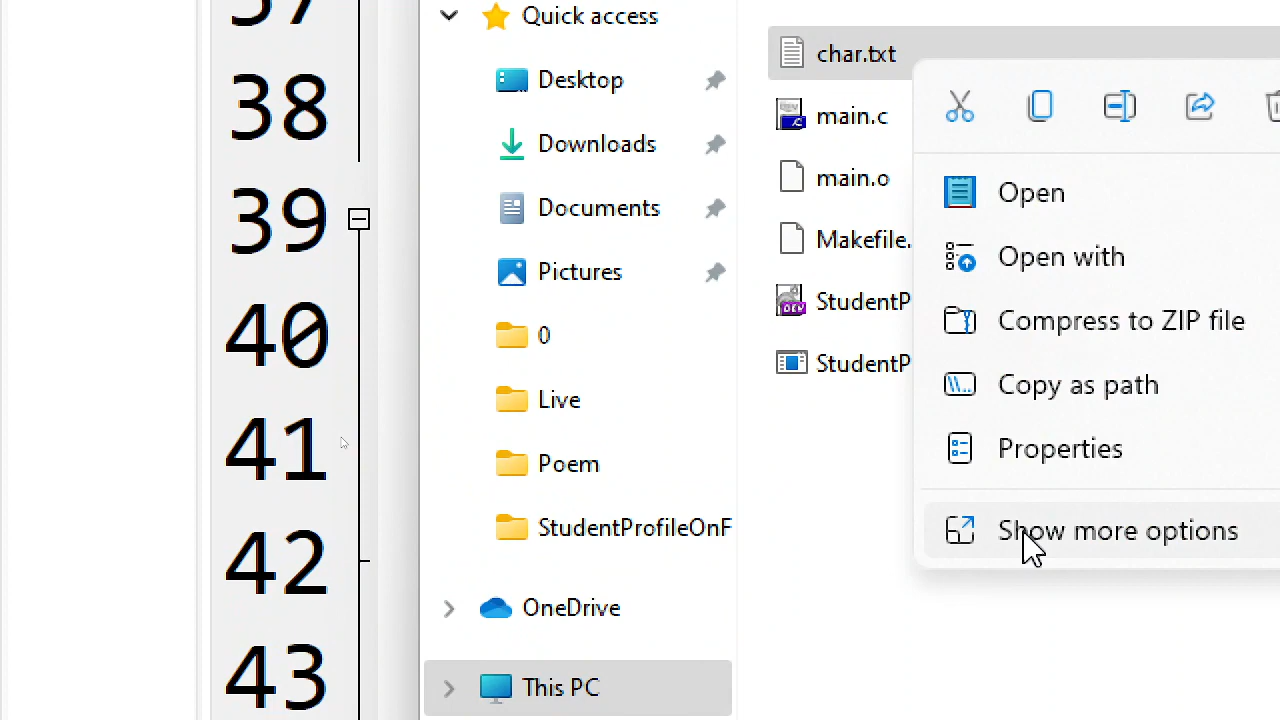 37
38
39
40
41
42
43
Quick access
Desktop
Downloads
Documents
Pictures
0
Live
Poem
StudentProfileOnF
OneDrive
This PC
char.txt
main.c
main.o
Makefile.
StudentP
StudentP
Open
Open with
Compress to ZIP file
Copy as path
Properties
Show more options